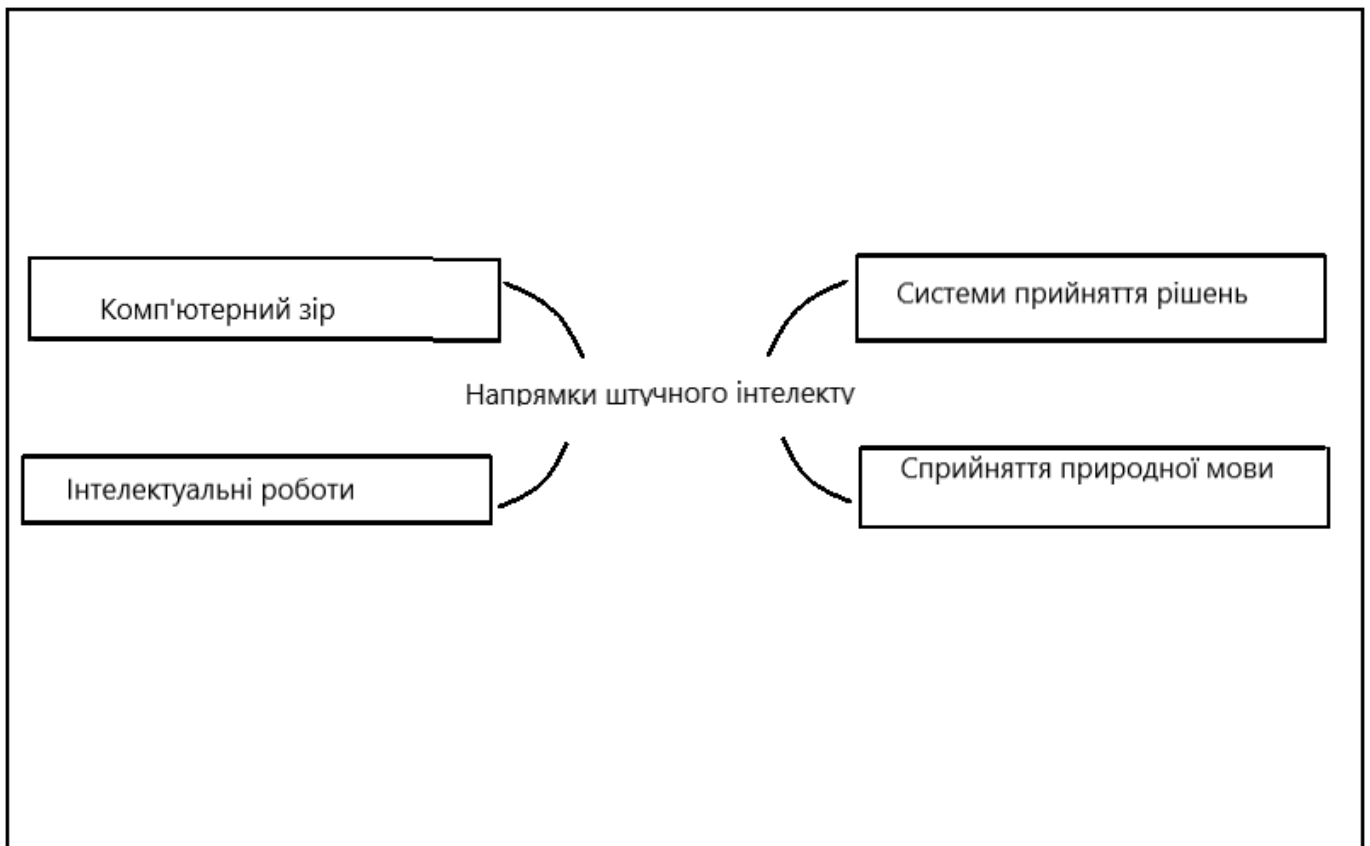 Комп'ютерний зір
Системи прийняття рішень
Напрямки штучного інтелекту
Інтелектуальні роботи
Сприйняття природної мови